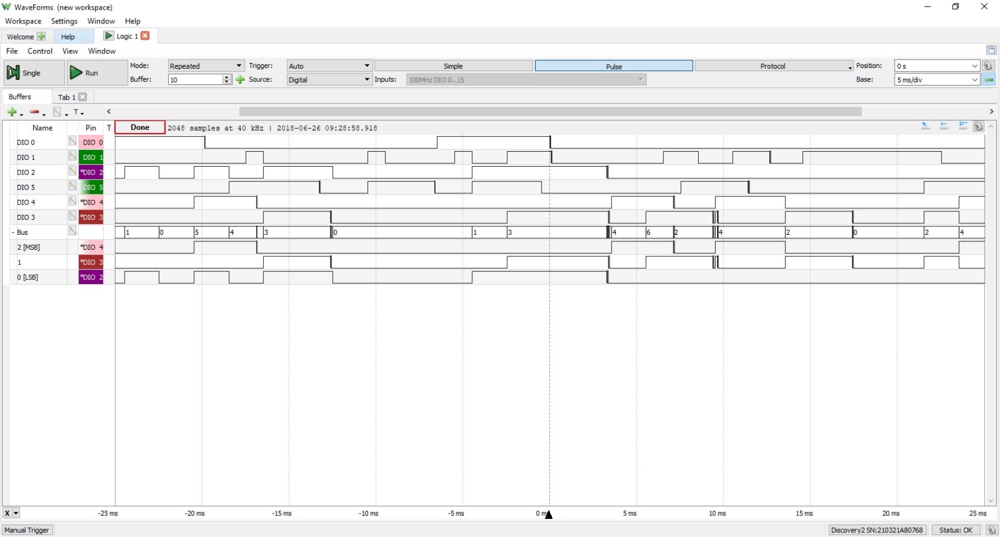 WaveForms (new workspace)
Workspace Settings Window Help
Welcome Help Logic 1
File Control View Window
Single Run Mode: Repeated Trigger: Auto Simple Pulse Protocol Position: 0 s
Buffer: 10 Source: Digital Inputs: 100MHz DIO 0..15 Base: 5 ms/div
Buffers Tab 1
T
Name Pin T Done 2048 samples at 40 kHz | 2018-06-26 09:28:58.918
DIO 0 DIO 0
DIO 1 DIO 1
DIO 2 *DIO 2
DIO 5 DIO 5
DIO 4 *DIO 4
DIO 3 *DIO 3
- Bus 1 0 5 4 3 0 1 3 4 6 2 4 2 0 2 4
2 [MSB] *DIO 4
1 *DIO 3
0 [LSB] *DIO 2
X -25 ms -20 ms -15 ms -10 ms -5 ms 0 ms 5 ms 10 ms 15 ms 20 ms 25 ms
Manual Trigger Discovery2 SN:210321A80768 Status: OK